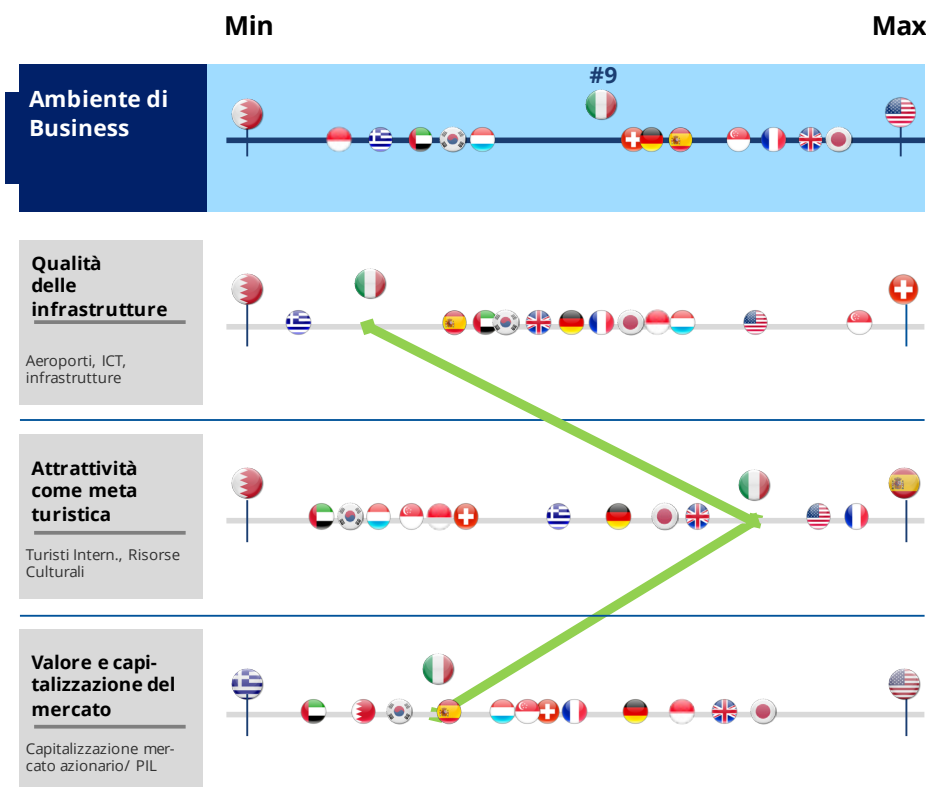 Min
Max
#9
Ambiente di
Business
Qualità
delle
infrastrutture
Aeroporti, ICT,
infrastrutture
Attrattività
come meta
turistica
Turisti Intern., Risorse
Culturali
Valore e capi-
talizzazione del
mercato
Capitalizzazione mer-
cato azionario/ PIL